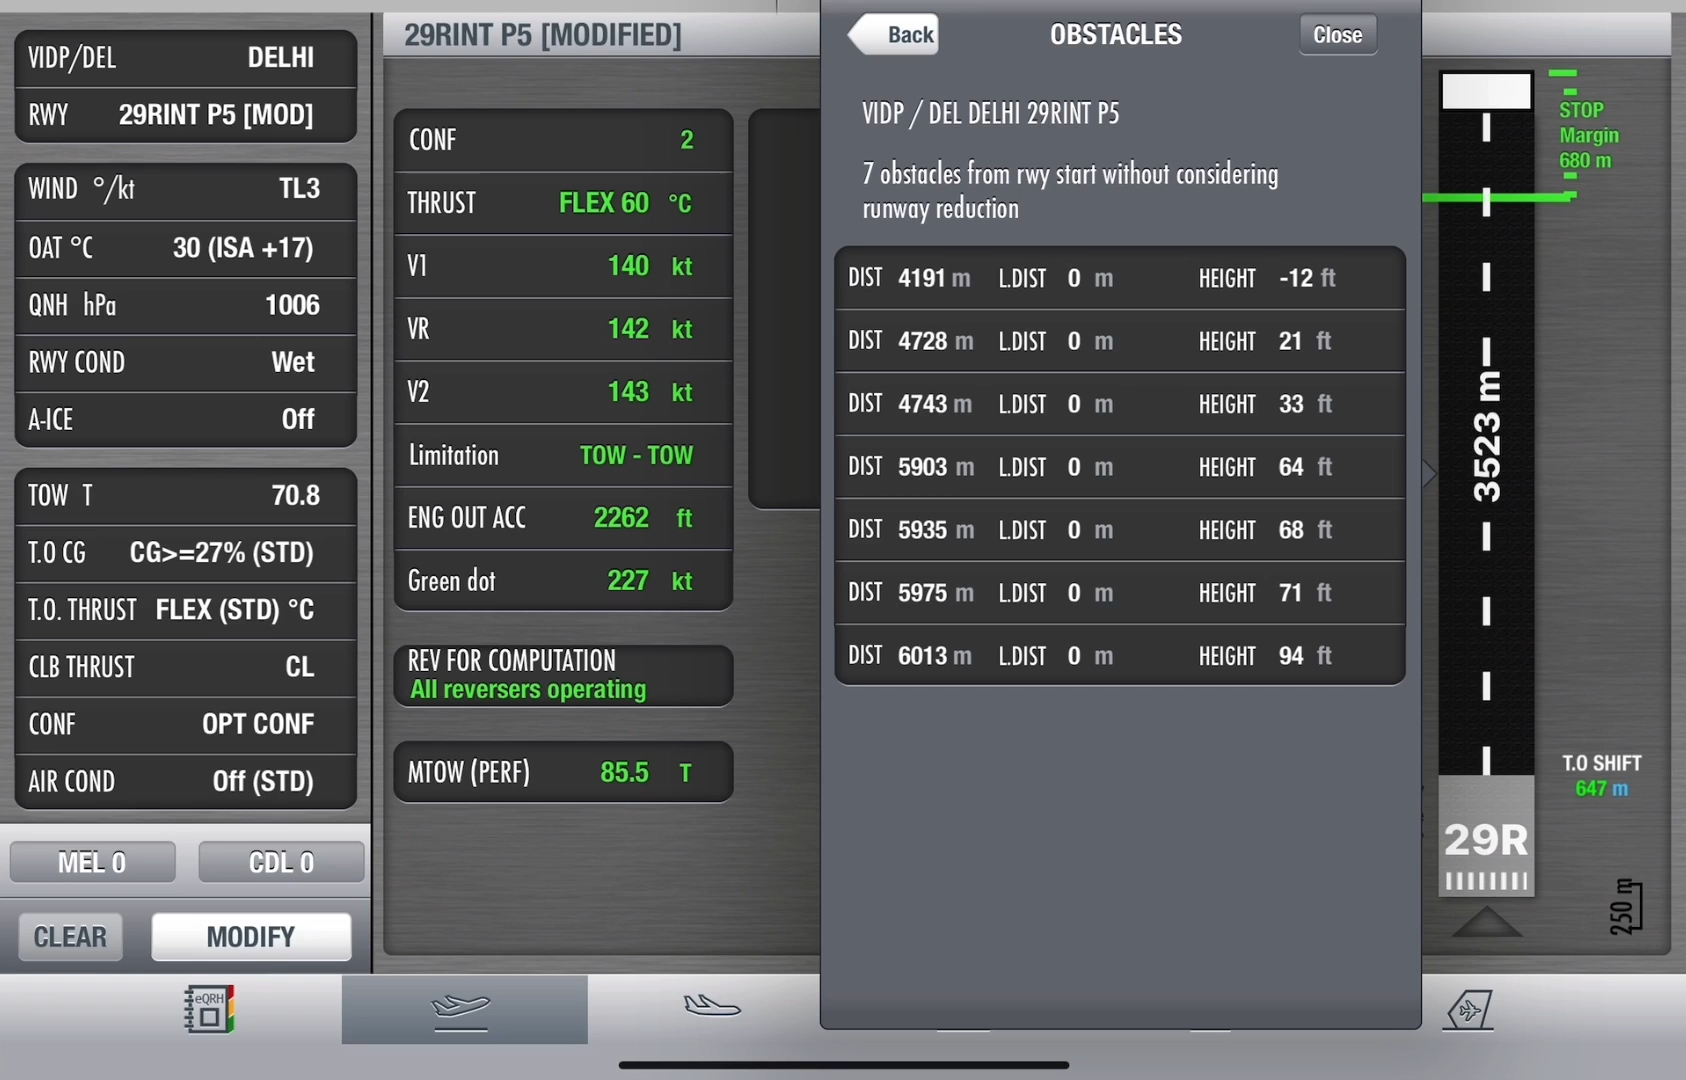 VIDP/DEL DELHI
RWY 29RINT P5 [MOD]
WIND °/kt TL3
OAT °C 30 (ISA +17)
QNH hPa 1006
RWY COND Wet
A-ICE Off
TOW T 70.8
T.O CG CG>=27% (STD)
T.O. THRUST FLEX (STD) °C
CLB THRUST CL
CONF OPT CONF
AIR COND Off (STD)
MEL 0 CDL 0
CLEAR MODIFY
eQRH
29RINT P5 [MODIFIED]
CONF 2
THRUST FLEX 60 °C
V1 140 kt
VR 142 kt
V2 143 kt
Limitation TOW - TOW
ENG OUT ACC 2262 ft
Green dot 227 kt
REV FOR COMPUTATION
All reversers operating
MTOW (PERF) 85.5 T
Back OBSTACLES Close
VIDP / DEL DELHI 29RINT P5
7 obstacles from rwy start without considering
runway reduction
DIST 4191 m L.DIST 0 m HEIGHT -12 ft
DIST 4728 m L.DIST 0 m HEIGHT 21 ft
DIST 4743 m L.DIST 0 m HEIGHT 33 ft
DIST 5903 m L.DIST 0 m HEIGHT 64 ft
DIST 5935 m L.DIST 0 m HEIGHT 68 ft
DIST 5975 m L.DIST 0 m HEIGHT 71 ft
DIST 6013 m L.DIST 0 m HEIGHT 94 ft
STOP
Margin
680 m
3523 m
T.O SHIFT
647 m
29R
250 m